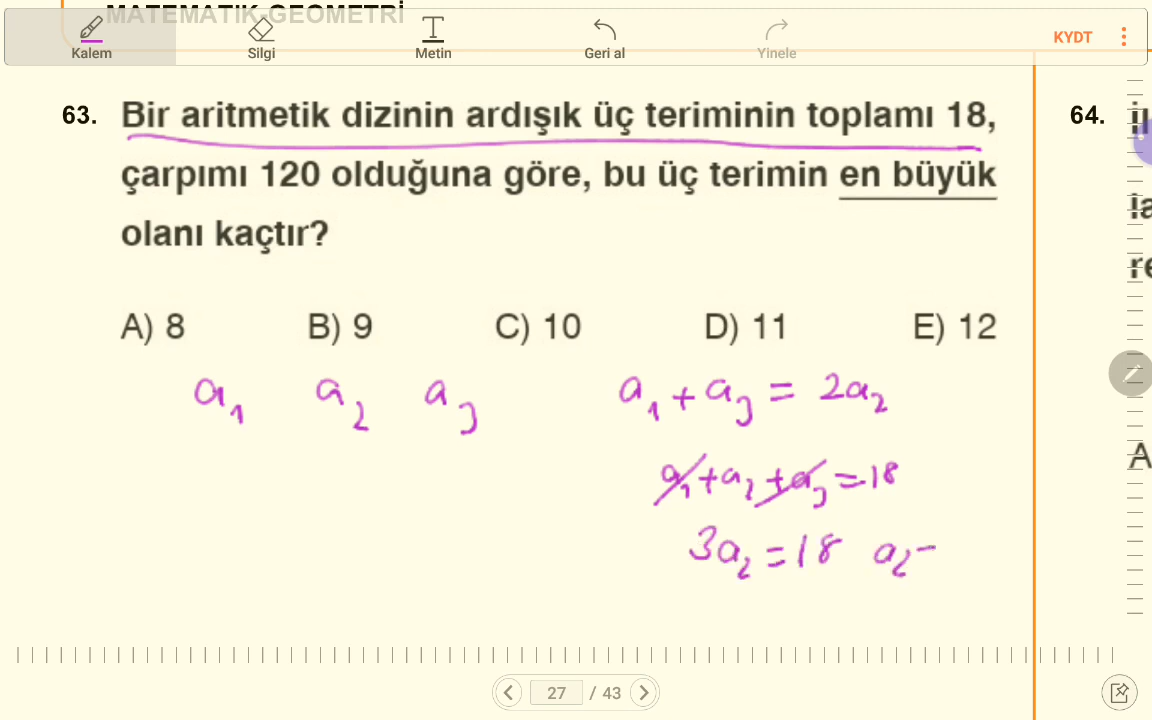 MATEMATIK-GEOMETRİ
Kalem Silgi Metin Geri al Yinele KYDT
63. Bir aritmetik dizinin ardışık üç teriminin toplamı 18,
çarpımı 120 olduğuna göre, bu üç terimin en büyük
olanı kaçtır?
A) 8 B) 9 C) 10 D) 11 E) 12
a₁ a₂ a₃ a₁ + a₃ = 2a₂
a₁ + a₂ + a₃ = 18
3a₂ = 18 a₂ -
64.
A
27 / 43